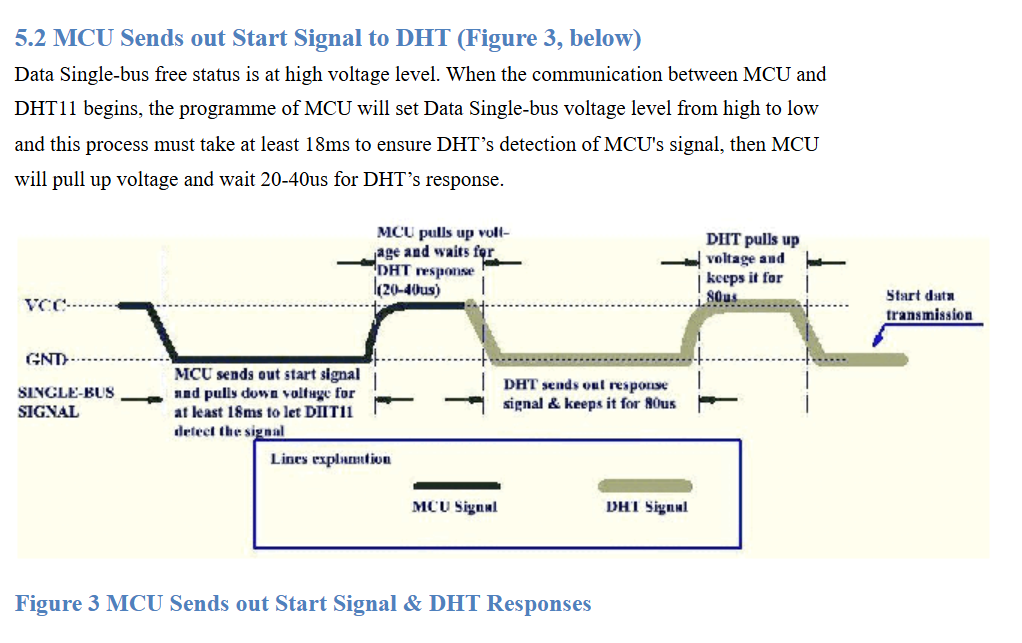 5.2 MCU Sends out Start Signal to DHT (Figure 3, below)
Data Single-bus free status is at high voltage level. When the communication between MCU and
DHT11 begins, the programme of MCU will set Data Single-bus voltage level from high to low
and this process must take at least 18ms to ensure DHT’s detection of MCU's signal, then MCU
will pull up voltage and wait 20-40us for DHT’s response.
MCU pulls up volt-
age and waits for
DHT response
(20-40us)
DHT pulls up
voltage and
keeps it for
80us
VCC
Start data
transmission
GND
MCU sends out start signal
and pulls down voltage for
at least 18ms to let DHT11
detect the signal
DHT sends out response
signal & keeps it for 80us
SINGLE-BUS
SIGNAL
Lines explanation
MCU Signal
DHT Signal
Figure 3 MCU Sends out Start Signal & DHT Responses